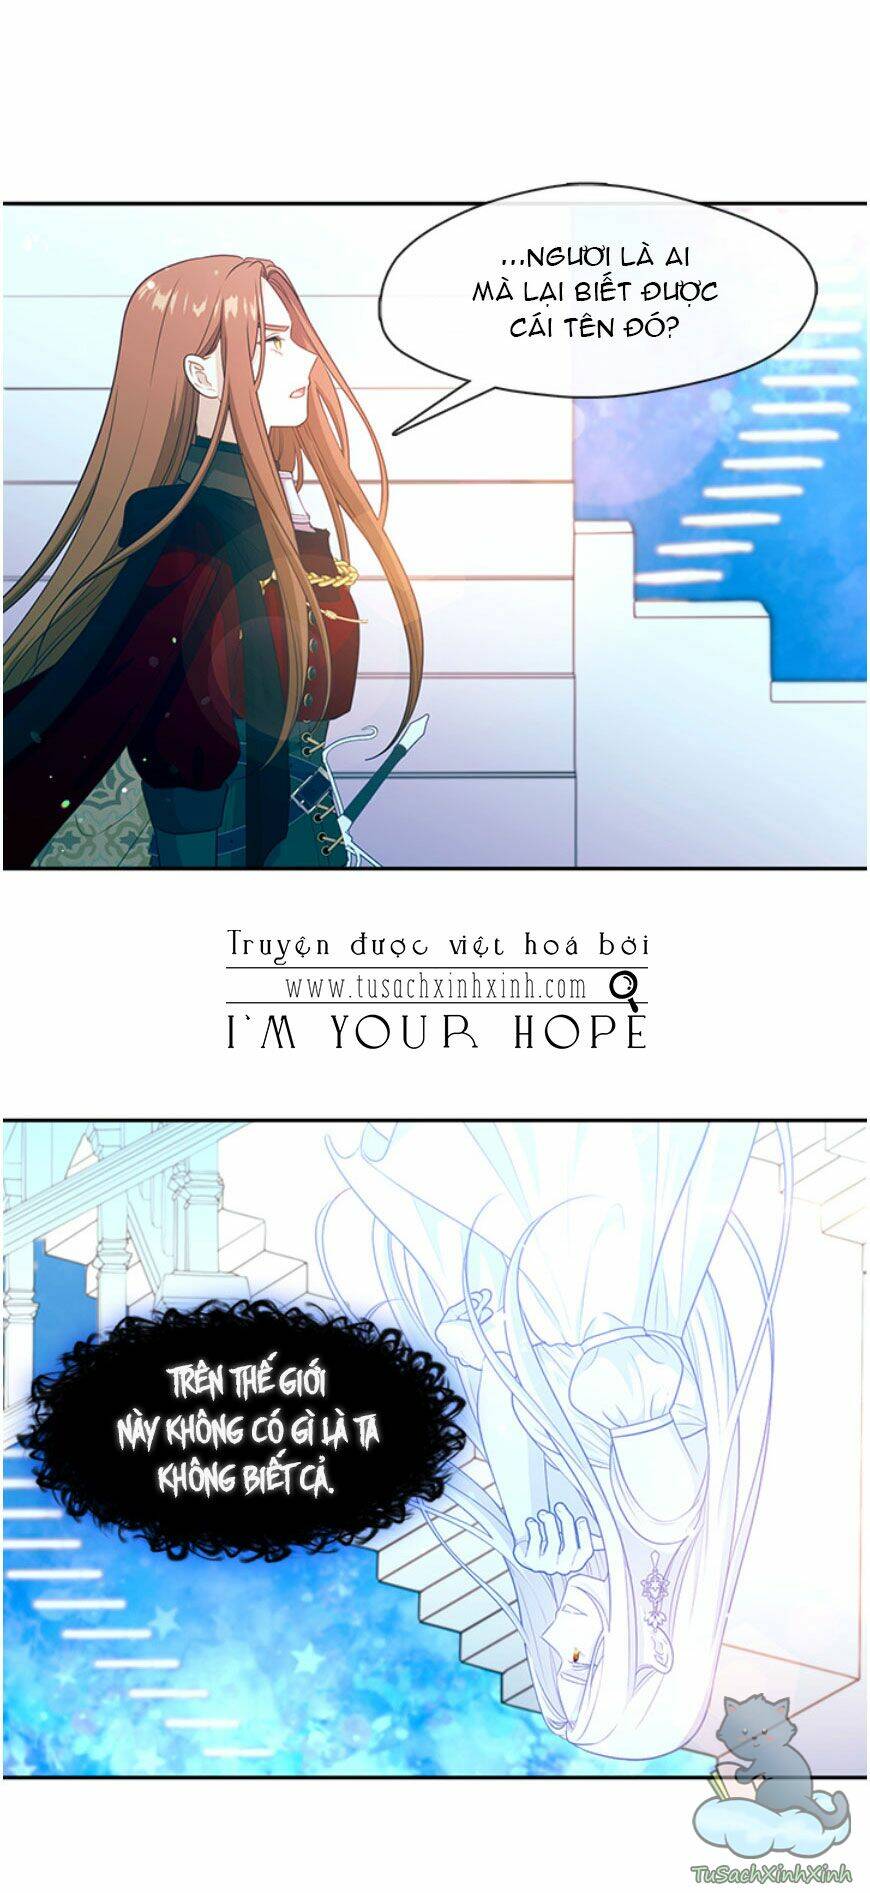 ...NGƯƠI LÀ AI
MÀ LẠI BIẾT ĐƯỢC
CÁI TÊN ĐÓ?
Truyện được việt hoá bởi
www.tusachxinhxinh.com
I'M YOUR HOPE
TRÊN THẾ GIỚI
NÀY KHÔNG CÓ GÌ LÀ TA
KHÔNG BIẾT CẢ.
TuSachXinhXinh